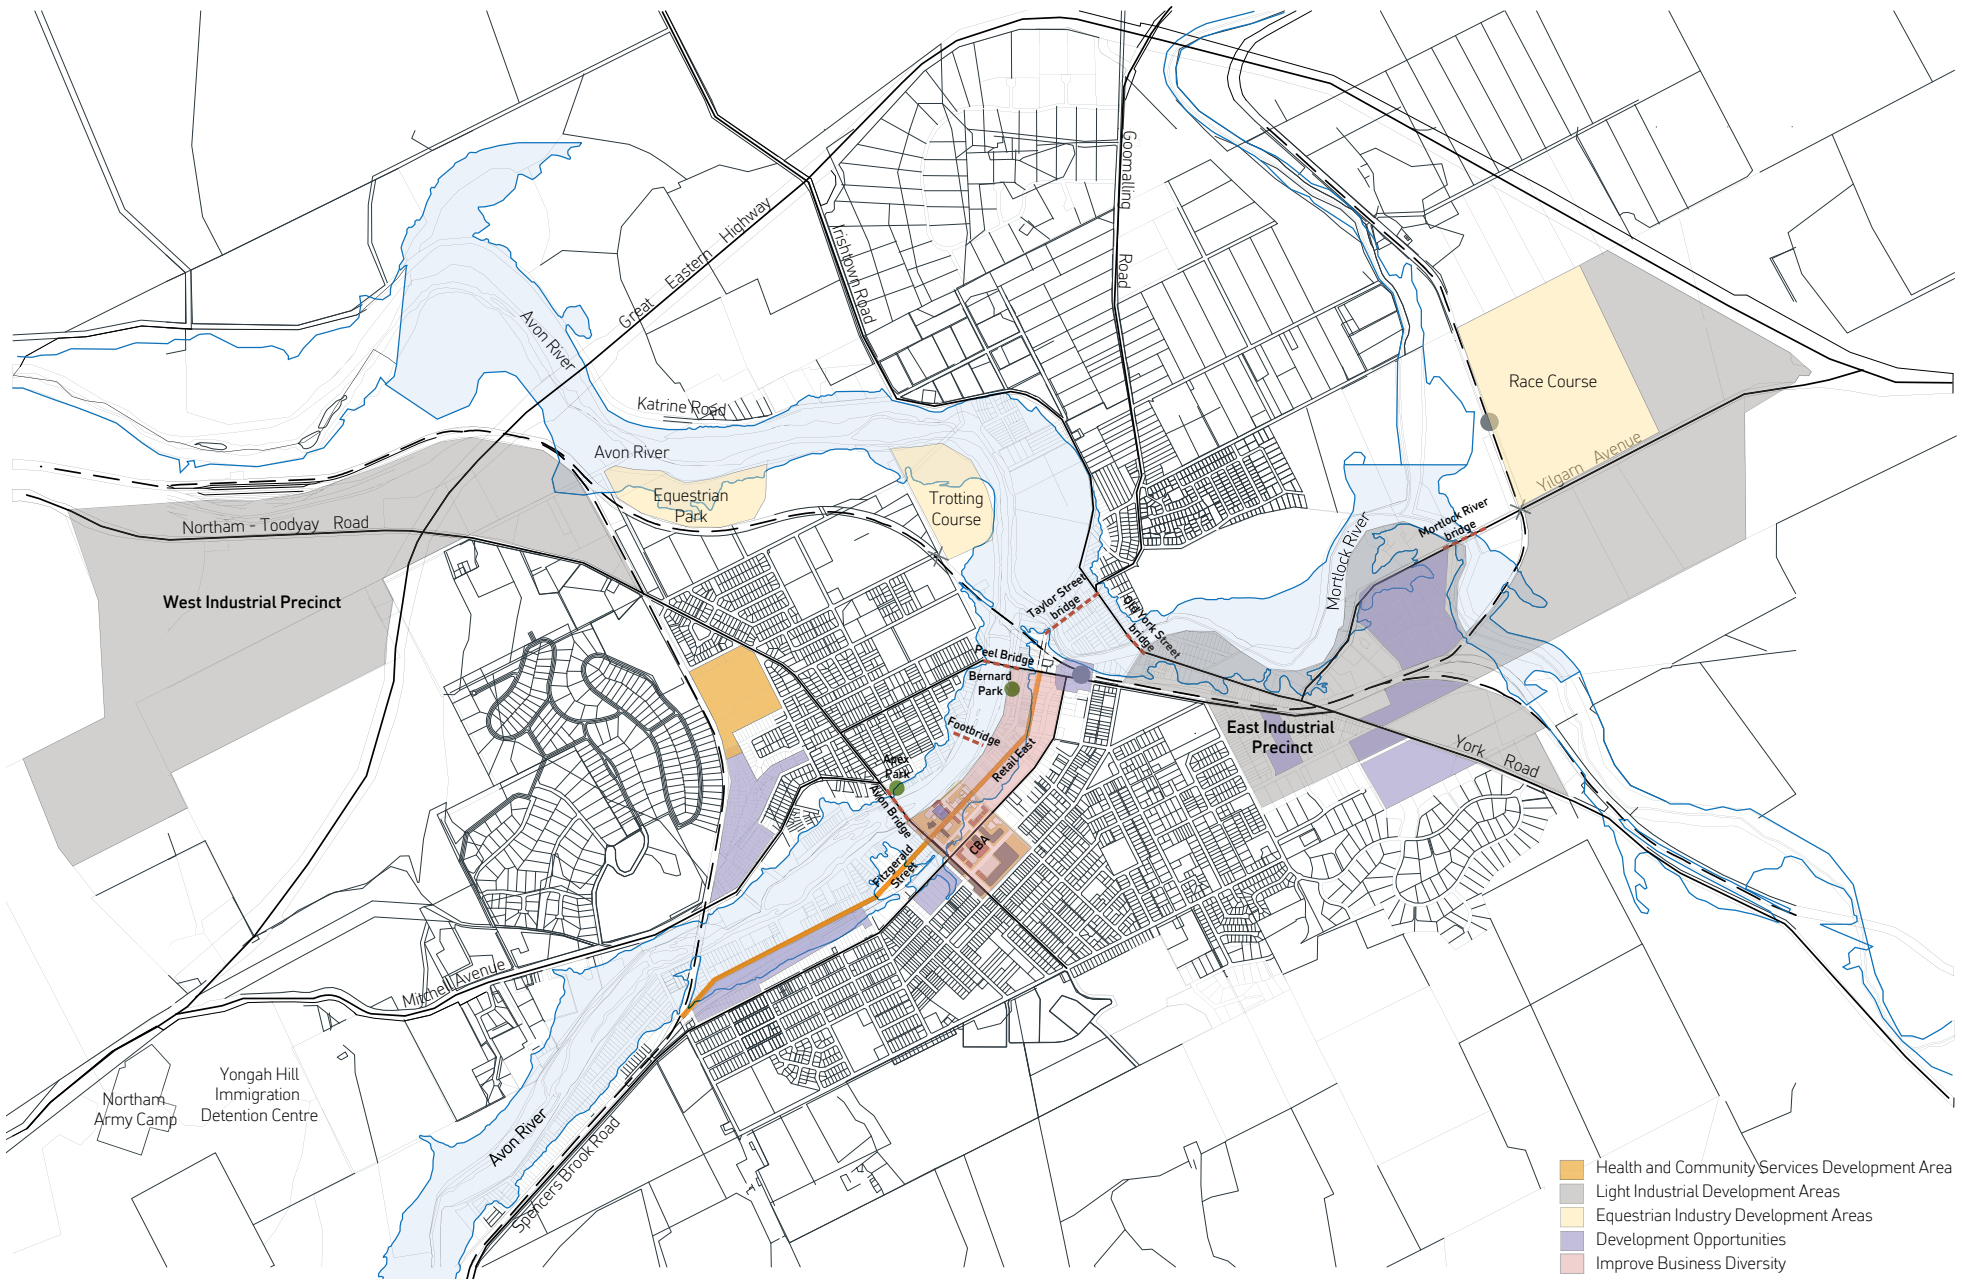 Goomalling
Road
Irishtown Road
Great Eastern Highway
Avon River
Katrine Road
Avon River
Equestrian
Park
Trotting
Course
Race Course
Yilgarn Avenue
Northam - Toodyay Road
West Industrial Precinct
Mortlock River
bridge
Mortlock River
Taylor Street
bridge
Old York Street
bridge
Peel Bridge
Bernard
Park
Footbridge
Apex
Park
Avon Bridge
Retail East
CBA
Fitzgerald
Street
East Industrial
Precinct
York Road
Mitchell Avenue
Northam
Army Camp
Yongah Hill
Immigration
Detention Centre
Avon River
Spencers Brook Road
Health and Community Services Development Area
Light Industrial Development Areas
Equestrian Industry Development Areas
Development Opportunities
Improve Business Diversity